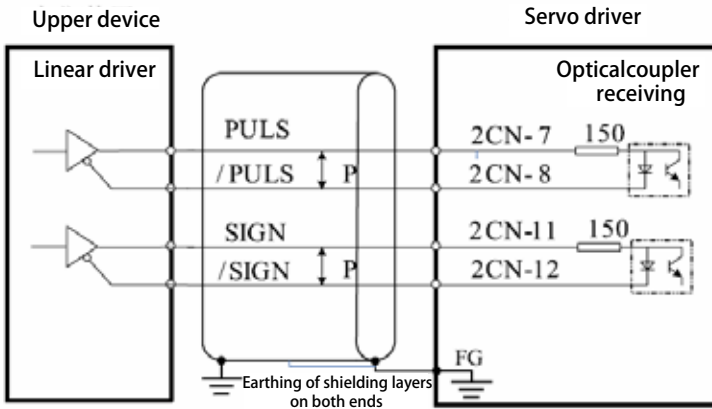 Upper device
Servo driver
Linear driver
Opticalcoupler
receiving
PULS
2CN-7
150
/PULS
P
2CN-8
SIGN
2CN-11
150
/SIGN
P
2CN-12
FG
Earthing of shielding layers
on both ends